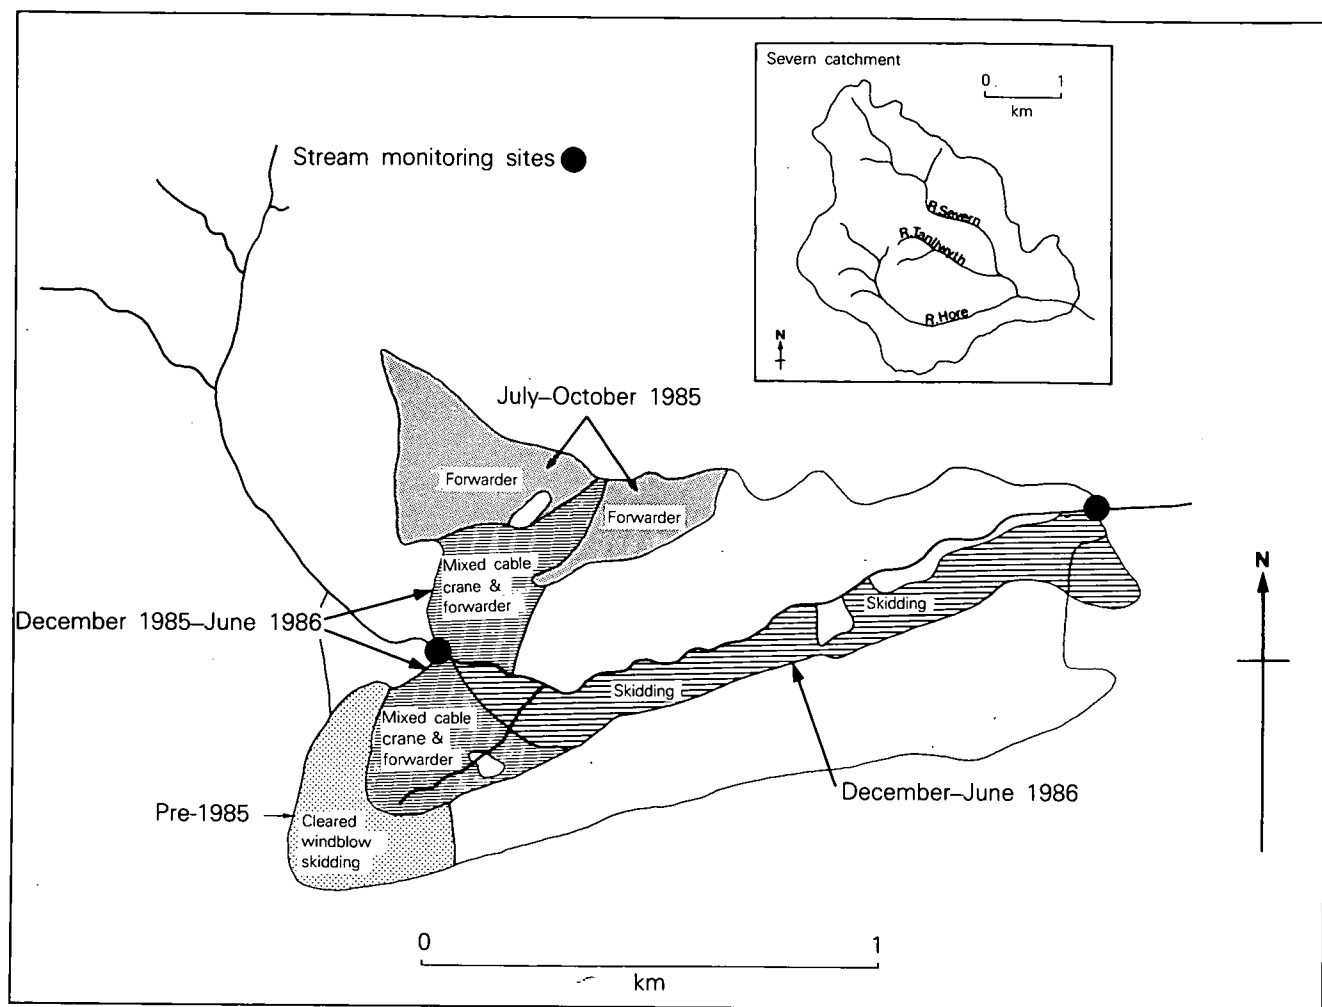 Severn catchment
0 1
km
R.Severn
R.Tanllwyth
R.Hore
N
Stream monitoring sites
July–October 1985
Forwarder
Forwarder
Mixed cable
crane &
forwarder
December 1985–June 1986
Skidding
Skidding
Mixed cable
crane &
forwarder
December–June 1986
Pre-1985
Cleared
windblow
skidding
N
0 1
km